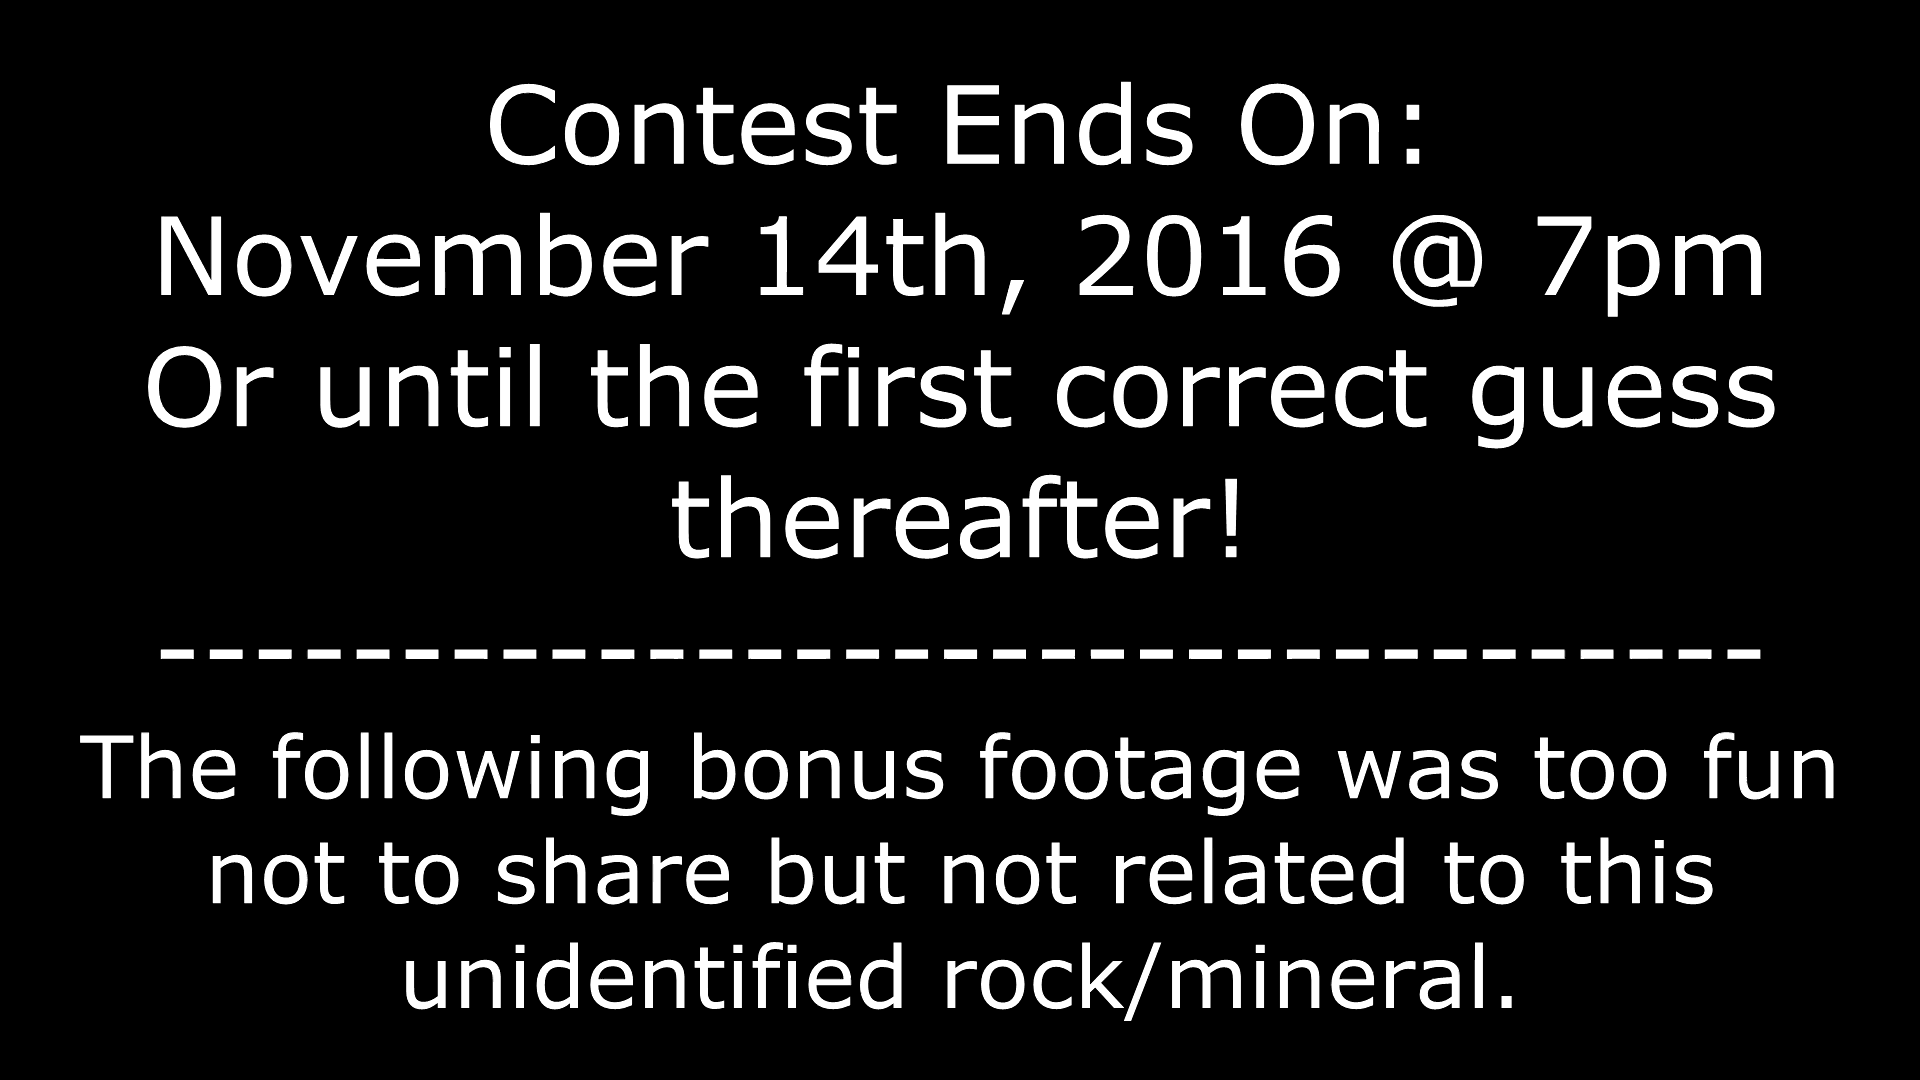 Contest Ends On:
November 14th, 2016 @ 7pm
Or until the first correct guess
thereafter!
---------------------------------
The following bonus footage was too fun
not to share but not related to this
unidentified rock/mineral.